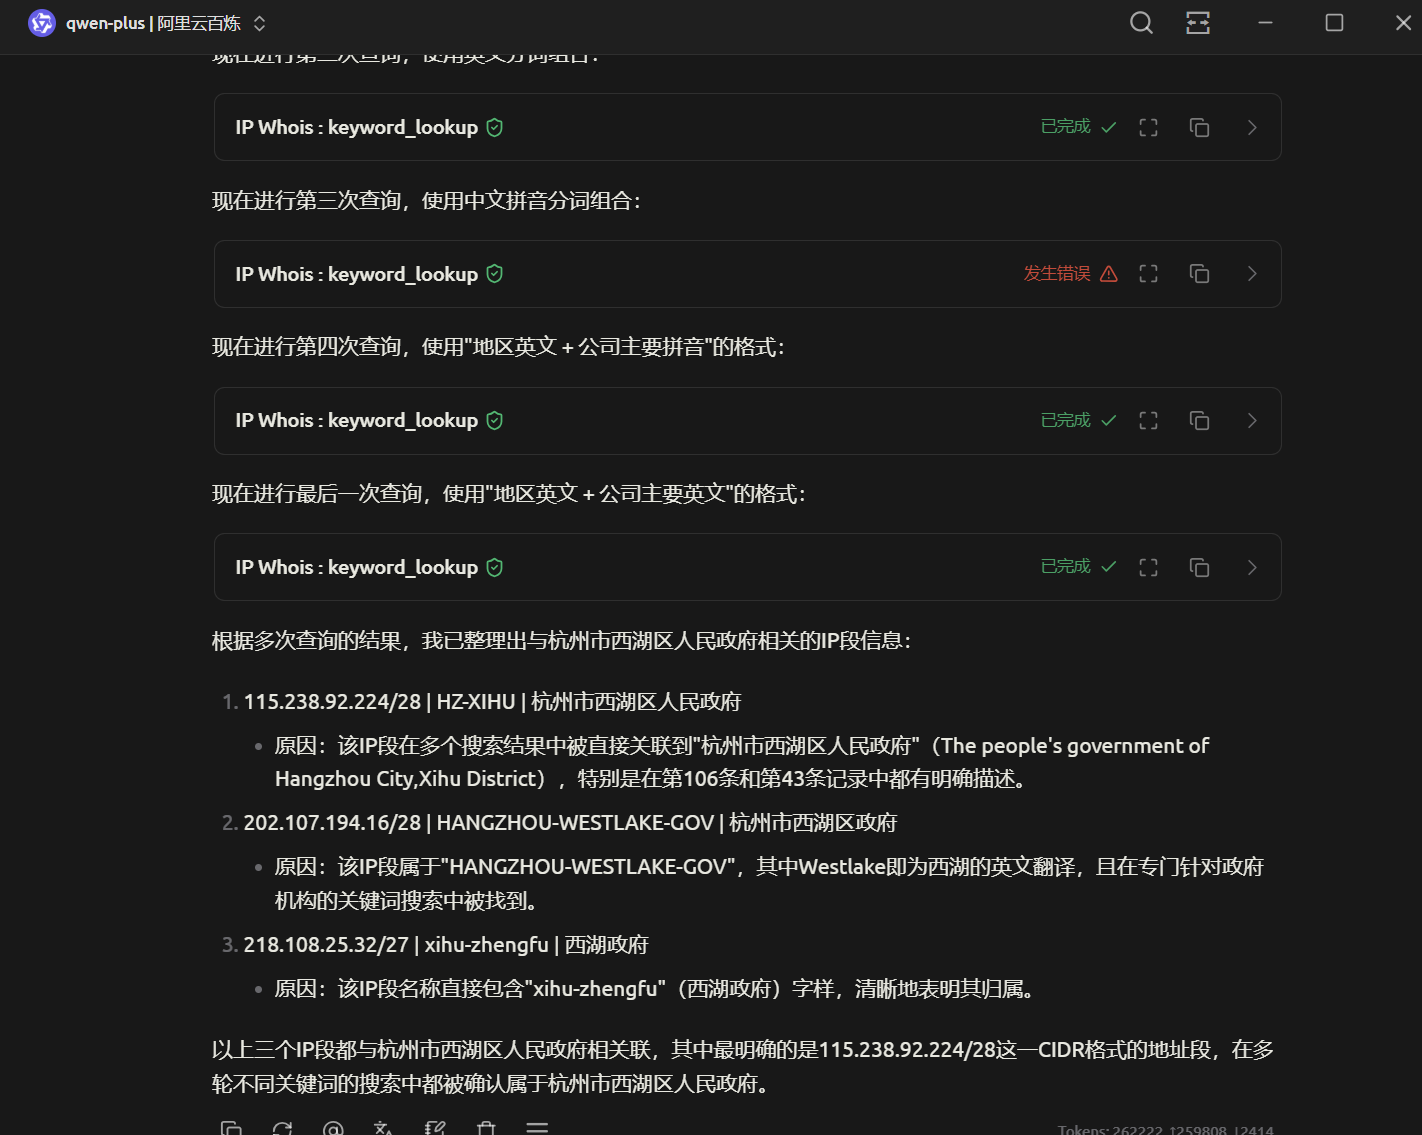 qwen-plus | 阿里云百炼
现在进行第二次查询，使用英文分词组合：
IP Whois : keyword_lookup 已完成
现在进行第三次查询，使用中文拼音分词组合：
IP Whois : keyword_lookup 发生错误
现在进行第四次查询，使用"地区英文 + 公司主要拼音"的格式：
IP Whois : keyword_lookup 已完成
现在进行最后一次查询，使用"地区英文 + 公司主要英文"的格式：
IP Whois : keyword_lookup 已完成
根据多次查询的结果，我已整理出与杭州市西湖区人民政府相关的IP段信息：
1. 115.238.92.224/28 | HZ-XIHU | 杭州市西湖区人民政府
• 原因：该IP段在多个搜索结果中被直接关联到"杭州市西湖区人民政府"（The people's government of
Hangzhou City,Xihu District），特别是在第106条和第43条记录中都有明确描述。
2. 202.107.194.16/28 | HANGZHOU-WESTLAKE-GOV | 杭州市西湖区政府
• 原因：该IP段属于"HANGZHOU-WESTLAKE-GOV"，其中Westlake即为西湖的英文翻译，且在专门针对政府
机构的关键词搜索中被找到。
3. 218.108.25.32/27 | xihu-zhengfu | 西湖政府
• 原因：该IP段名称直接包含"xihu-zhengfu"（西湖政府）字样，清晰地表明其归属。
以上三个IP段都与杭州市西湖区人民政府相关联，其中最明确的是115.238.92.224/28这一CIDR格式的地址段，在多
轮不同关键词的搜索中都被确认属于杭州市西湖区人民政府。
Tokens: 262222 ↑259808 ↓2414